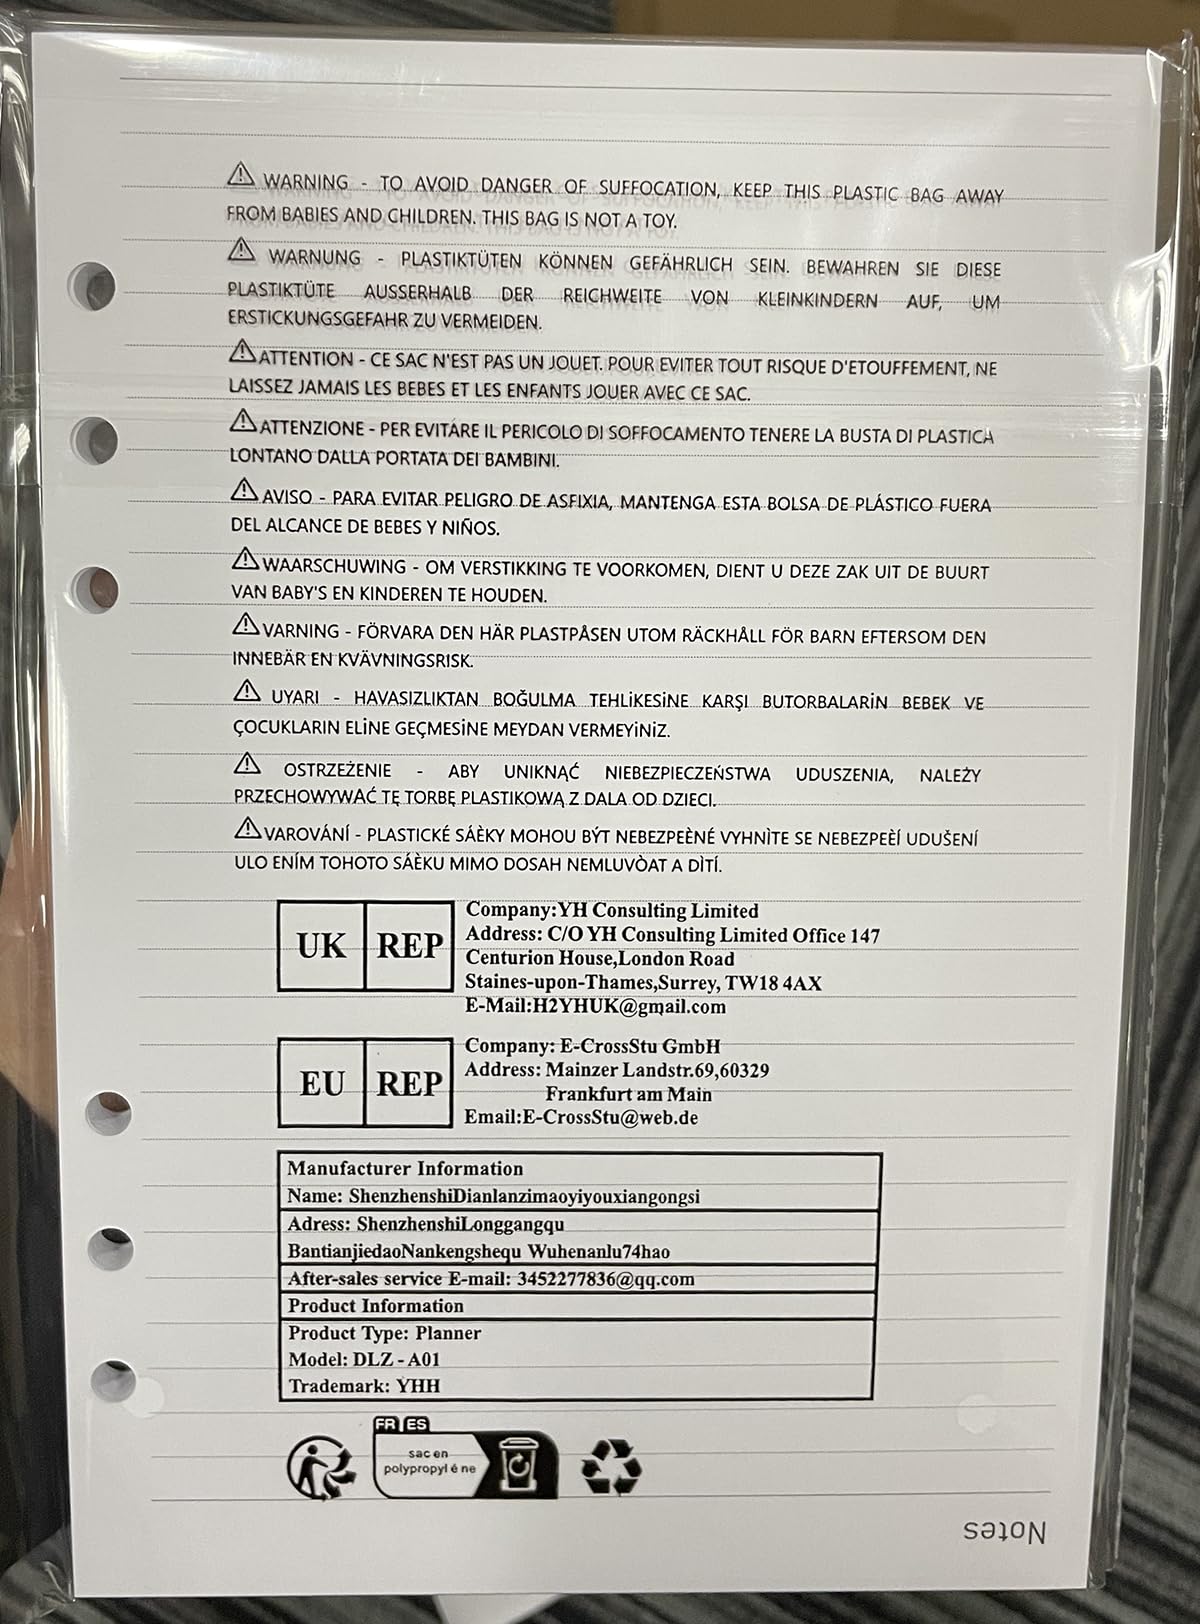 ⚠ WARNING - TO AVOID DANGER OF SUFFOCATION, KEEP THIS PLASTIC BAG AWAY
FROM BABIES AND CHILDREN. THIS BAG IS NOT A TOY.
⚠ WARNUNG - PLASTIKTÜTEN KÖNNEN GEFÄHRLICH SEIN. BEWAHREN SIE DIESE
PLASTIKTÜTE AUSSERHALB DER REICHWEITE VON KLEINKINDERN AUF, UM
ERSTICKUNGSGEFAHR ZU VERMEIDEN.
⚠ATTENTION - CE SAC N'EST PAS UN JOUET. POUR EVITER TOUT RISQUE D'ETOUFFEMENT, NE
LAISSEZ JAMAIS LES BEBES ET LES ENFANTS JOUER AVEC CE SAC.
⚠ATTENZIONE - PER EVITÁRE IL PERICOLO DI SOFFOCAMENTO TENERE LA BUSTA DI PLASTICA
LONTANO DALLA PORTATA DEI BAMBINI.
⚠AVISO - PARA EVITAR PELIGRO DE ASFIXIA, MANTENGA ESTA BOLSA DE PLÁSTICO FUERA
DEL ALCANCE DE BEBES Y NIÑOS.
⚠WAARSCHUWING - OM VERSTIKKING TE VOORKOMEN, DIENT U DEZE ZAK UIT DE BUURT
VAN BABY'S EN KINDEREN TE HOUDEN.
⚠VARNING - FÖRVARA DEN HÄR PLASTPÅSEN UTOM RÄCKHÅLL FÖR BARN EFTERSOM DEN
INNEBÄR EN KVÄVNINGSRISK.
⚠ UYARI - HAVASIZLIKTAN BOĞULMA TEHLiKESiNE KARŞI BUTORBALARiN BEBEK VE
ÇOCUKLARIN ELiNE GEÇMESiNE MEYDAN VERMEYiNiZ.
⚠ OSTRZEŻENIE - ABY UNIKNĄĆ NIEBEZPIECZEŃSTWA UDUSZENIA, NALEŻY
PRZECHOWYWAĆ TĘ TORBĘ PLASTIKOWĄ Z DALA OD DZIECI.
⚠VAROVÁNÍ - PLASTICKÉ SÁÈKY MOHOU BÝT NEBEZPEÈNÉ VYHNÌTE SE NEBEZPEÈÍ UDUŠENÍ
ULO ENÍM TOHOTO SÁÈKU MIMO DOSAH NEMLUVÒAT A DÌTÍ.
UK REP
Company:YH Consulting Limited
Address: C/O YH Consulting Limited Office 147
Centurion House,London Road
Staines-upon-Thames,Surrey, TW18 4AX
E-Mail:H2YHUK@gmail.com
EU REP
Company: E-CrossStu GmbH
Address: Mainzer Landstr.69,60329
Frankfurt am Main
Email:E-CrossStu@web.de
Manufacturer Information
Name: ShenzhenshiDianlanzimaoyiyouxiangongsi
Adress: ShenzhenshiLonggangqu
BantianjiedaoNankengshequ Wuhenanlu74hao
After-sales service E-mail: 3452277836@qq.com
Product Information
Product Type: Planner
Model: DLZ - A01
Trademark: YHH
FR ES
sac en
polypropyl é ne
Notes